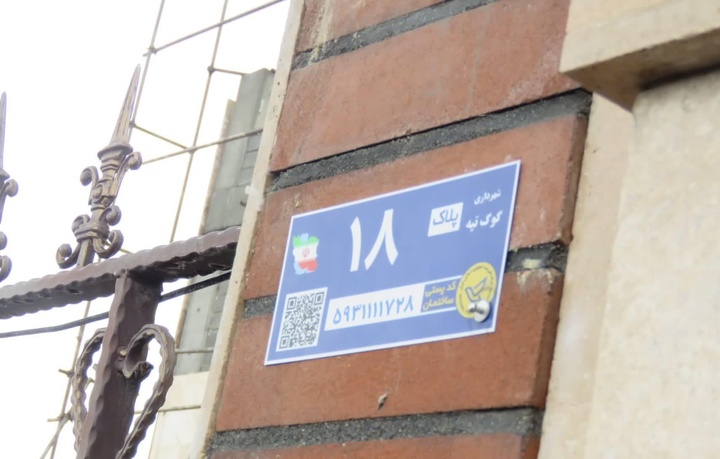 شهرداری
گوگ تپه
پلاک
۱۸
کد پستی
ساختمان
۵۹۳۱۱۱۱۷۲۸